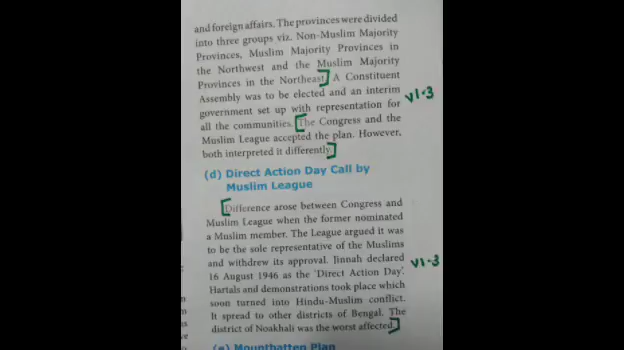 and foreign affairs. The provinces were divided
into three groups viz. Non-Muslim Majority
Provinces, Muslim Majority Provinces in
the Northwest and the Muslim Majority
Provinces in the Northeast. A Constituent
Assembly was to be elected and an interim
government set up with representation for
all the communities. The Congress and the
Muslim League accepted the plan. However,
both interpreted it differently.
V1-3
(d) Direct Action Day Call by
Muslim League
Difference arose between Congress and
Muslim League when the former nominated
a Muslim member. The League argued it was
to be the sole representative of the Muslims
and withdrew its approval. Jinnah declared
16 August 1946 as the 'Direct Action Day'.
Hartals and demonstrations took place which
soon turned into Hindu-Muslim conflict.
It spread to other districts of Bengal. The
district of Noakhali was the worst affected.
V1-3
(e) Mountbatten Plan